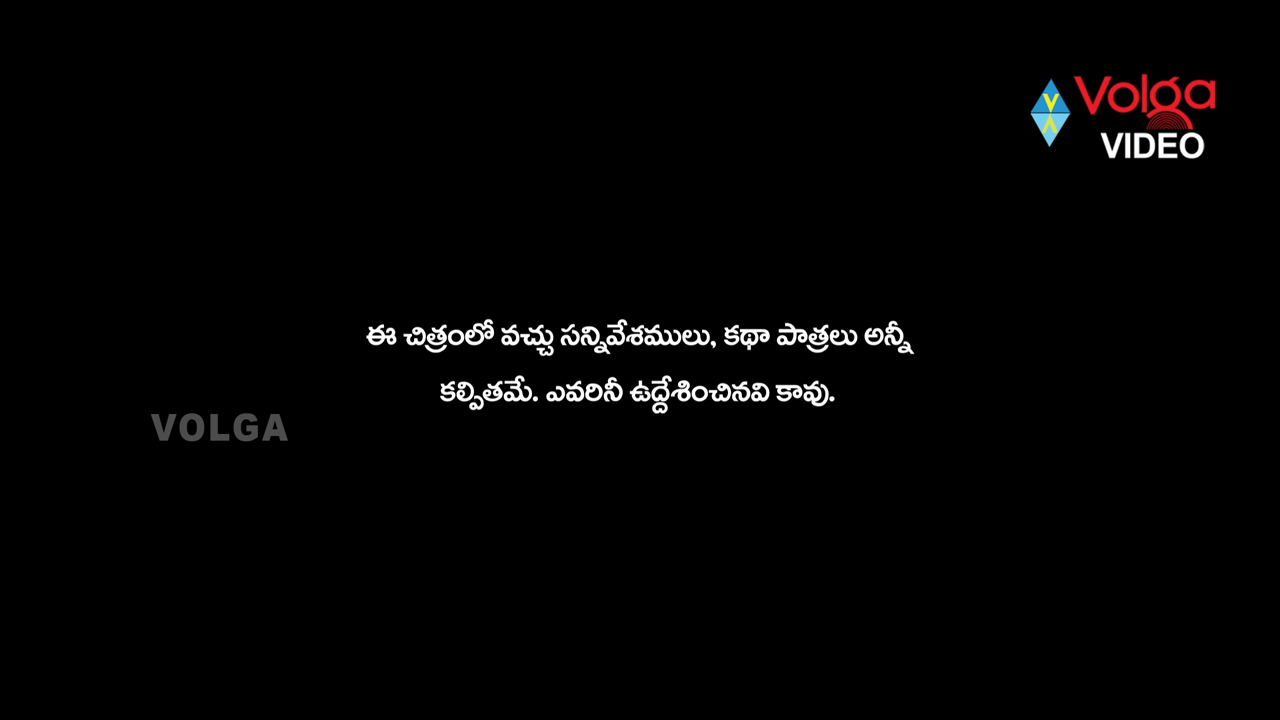 Volga
VIDEO
ఈ చిత్రంలో వచ్చు సన్నివేశములు, కథా పాత్రలు అన్నీ
కల్పితమే. ఎవరినీ ఉద్దేశించినవి కావు.
VOLGA